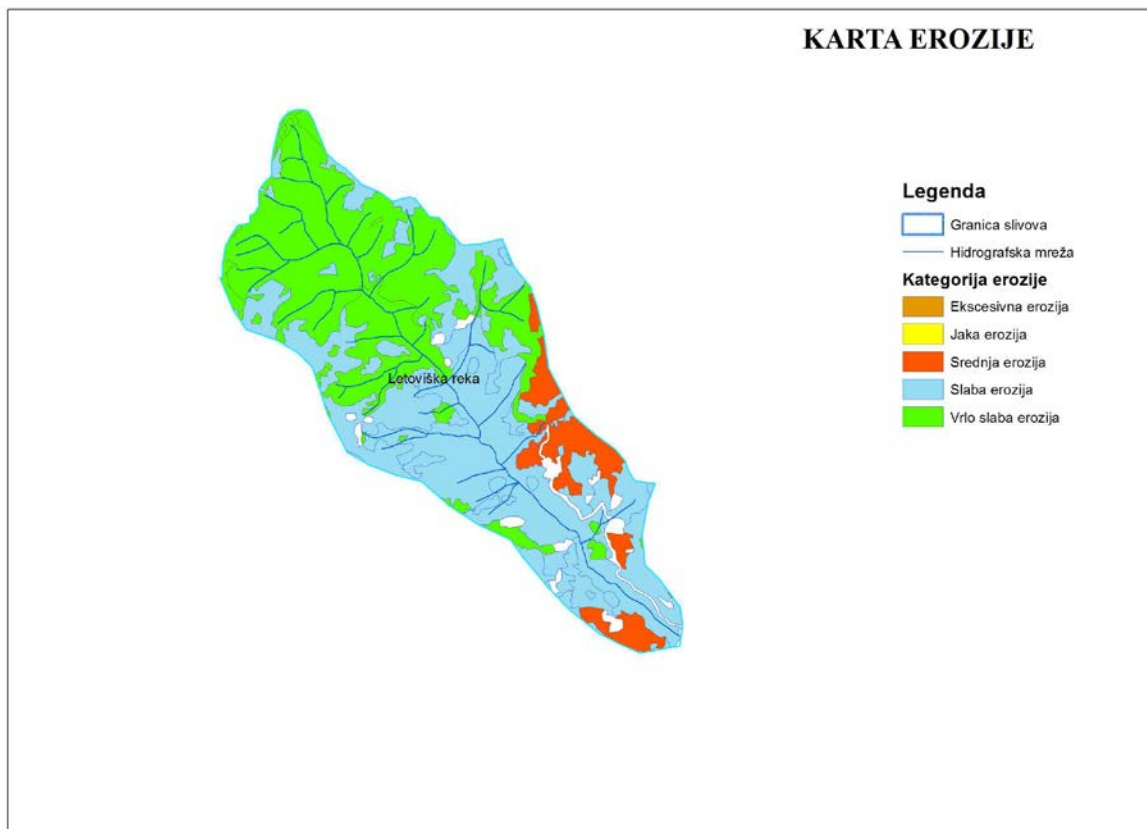 KARTA EROZIJE
Letoviška reka
Legenda
Granica slivova
Hidrografska mreža
Kategorija erozije
Ekscesivna erozija
Jaka erozija
Srednja erozija
Slaba erozija
Vrlo slaba erozija